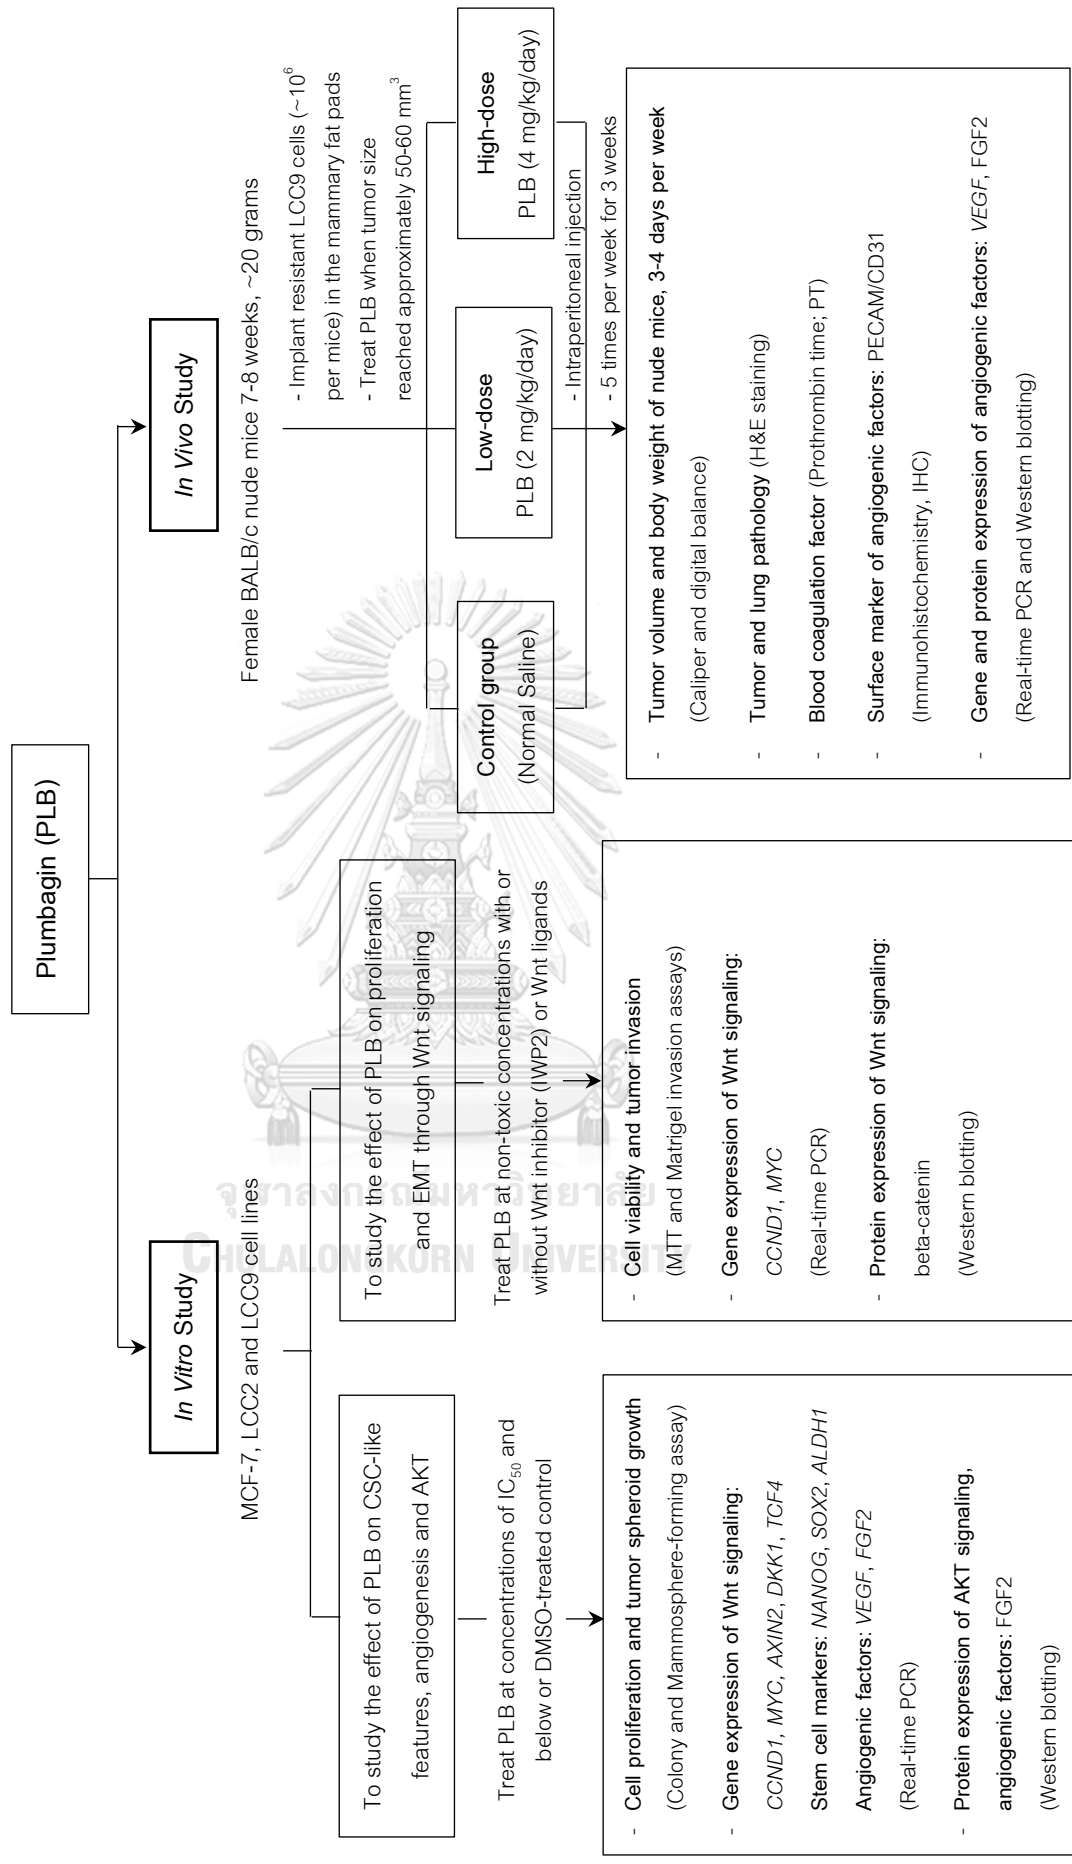 Plumbagin (PLB)
In Vitro Study
MCF-7, LCC2 and LCC9 cell lines
To study the effect of PLB on CSC-like
features, angiogenesis and AKT
Treat PLB at concentrations of IC50 and
below or DMSO-treated control
- Cell proliferation and tumor spheroid growth
(Colony and Mammosphere-forming assay)
- Gene expression of Wnt signaling:
CCND1, MYC, AXIN2, DKK1, TCF4
Stem cell markers: NANOG, SOX2, ALDH1
Angiogenic factors: VEGF, FGF2
(Real-time PCR)
- Protein expression of AKT signaling,
angiogenic factors: FGF2
(Western blotting)
To study the effect of PLB on proliferation
and EMT through Wnt signaling
Treat PLB at non-toxic concentrations with or
without Wnt inhibitor (IWP2) or Wnt ligands
- Cell viability and tumor invasion
(MTT and Matrigel invasion assays)
- Gene expression of Wnt signaling:
CCND1, MYC
(Real-time PCR)
- Protein expression of Wnt signaling:
beta-catenin
(Western blotting)
In Vivo Study
Female BALB/c nude mice 7-8 weeks, ~20 grams
- Implant resistant LCC9 cells (~10⁶
per mice) in the mammary fat pads
- Treat PLB when tumor size
reached approximately 50-60 mm³
Control group
(Normal Saline)
Low-dose
PLB (2 mg/kg/day)
High-dose
PLB (4 mg/kg/day)
- Intraperitoneal injection
- 5 times per week for 3 weeks
- Tumor volume and body weight of nude mice, 3-4 days per week
(Caliper and digital balance)
- Tumor and lung pathology (H&E staining)
- Blood coagulation factor (Prothrombin time; PT)
- Surface marker of angiogenic factors: PECAM/CD31
(Immunohistochemistry, IHC)
- Gene and protein expression of angiogenic factors: VEGF, FGF2
(Real-time PCR and Western blotting)
จุฬาลงกรณ์มหาวิทยาลัย
CHULALONGKORN UNIVERSITY